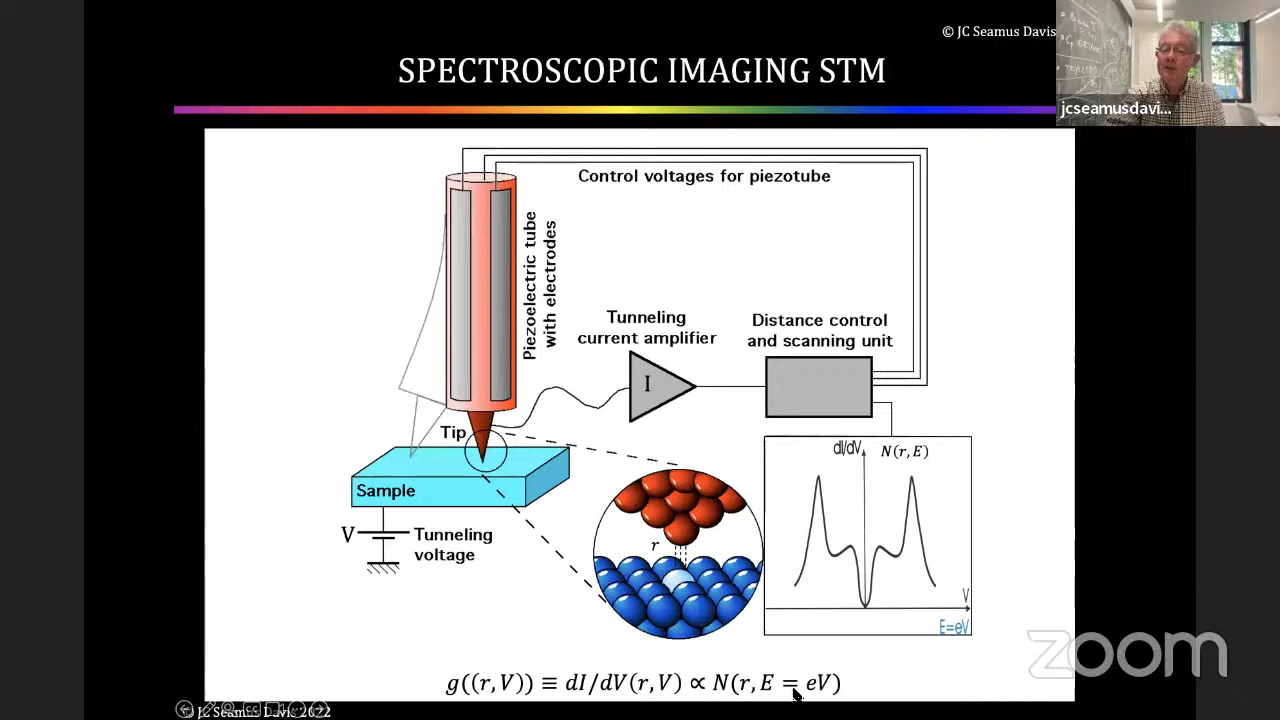 © JC Seamus Davis
SPECTROSCOPIC IMAGING STM
jcseamusdavi...
Control voltages for piezotube
Piezoelectric tube
with electrodes
Tunneling
current amplifier
Distance control
and scanning unit
I
Tip
Sample
V
Tunneling
voltage
r
dI/dV
N(r, E)
V
E=eV
g((r, V)) ≡ dI/dV(r, V) ∝ N(r, E = eV)
zoom
© JC Seamus Davis 2022